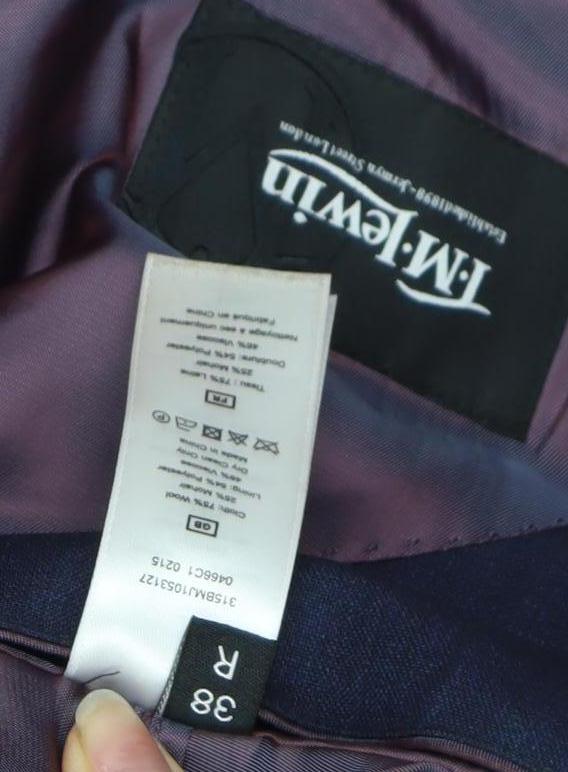 T.M.Lewin
Established 1898 - Jermyn Street London
38
R
315BMJ1053127
0466C1 0215
GB
Cloth: 75% Wool
25% Mohair
Lining: 54% Polyester
46% Viscose
Dry Clean Only
Made in China
P
FR
Tissu : 75% Laine
25% Mohair
Doublure: 54% Polyester
46% Viscose
Nettoyage à sec uniquement
Fabriqué en Chine